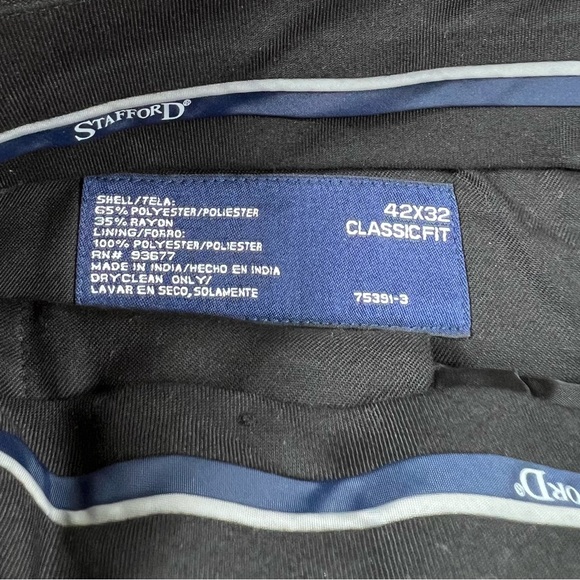 STAFFORD®
SHELL/TELA:
65% POLYESTER/POLIESTER
35% RAYON
LINING/FORRO:
100% POLYESTER/POLIESTER
RN# 93677
MADE IN INDIA/HECHO EN INDIA
DRYCLEAN ONLY/
LAVAR EN SECO, SOLAMENTE
42X32
CLASSIC FIT
75391-3
FFORD®